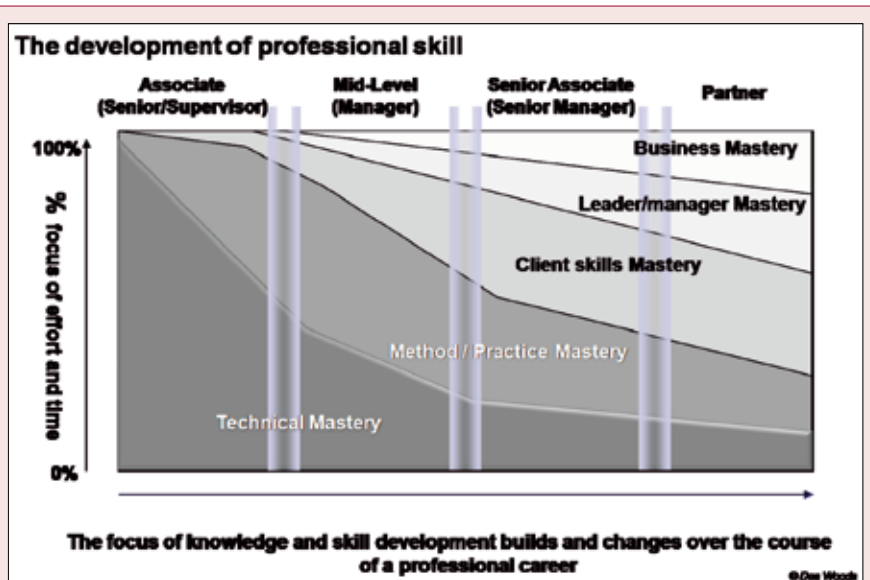 The development of professional skill
Associate
(Senior/Supervisor)
Mid-Level
(Manager)
Senior Associate
(Senior Manager)
Partner
100%
% focus of effort and time
0%
Business Mastery
Leader/manager Mastery
Client skills Mastery
Method / Practice Mastery
Technical Mastery
The focus of knowledge and skill development builds and changes over the course
of a professional career
© Dee Woods